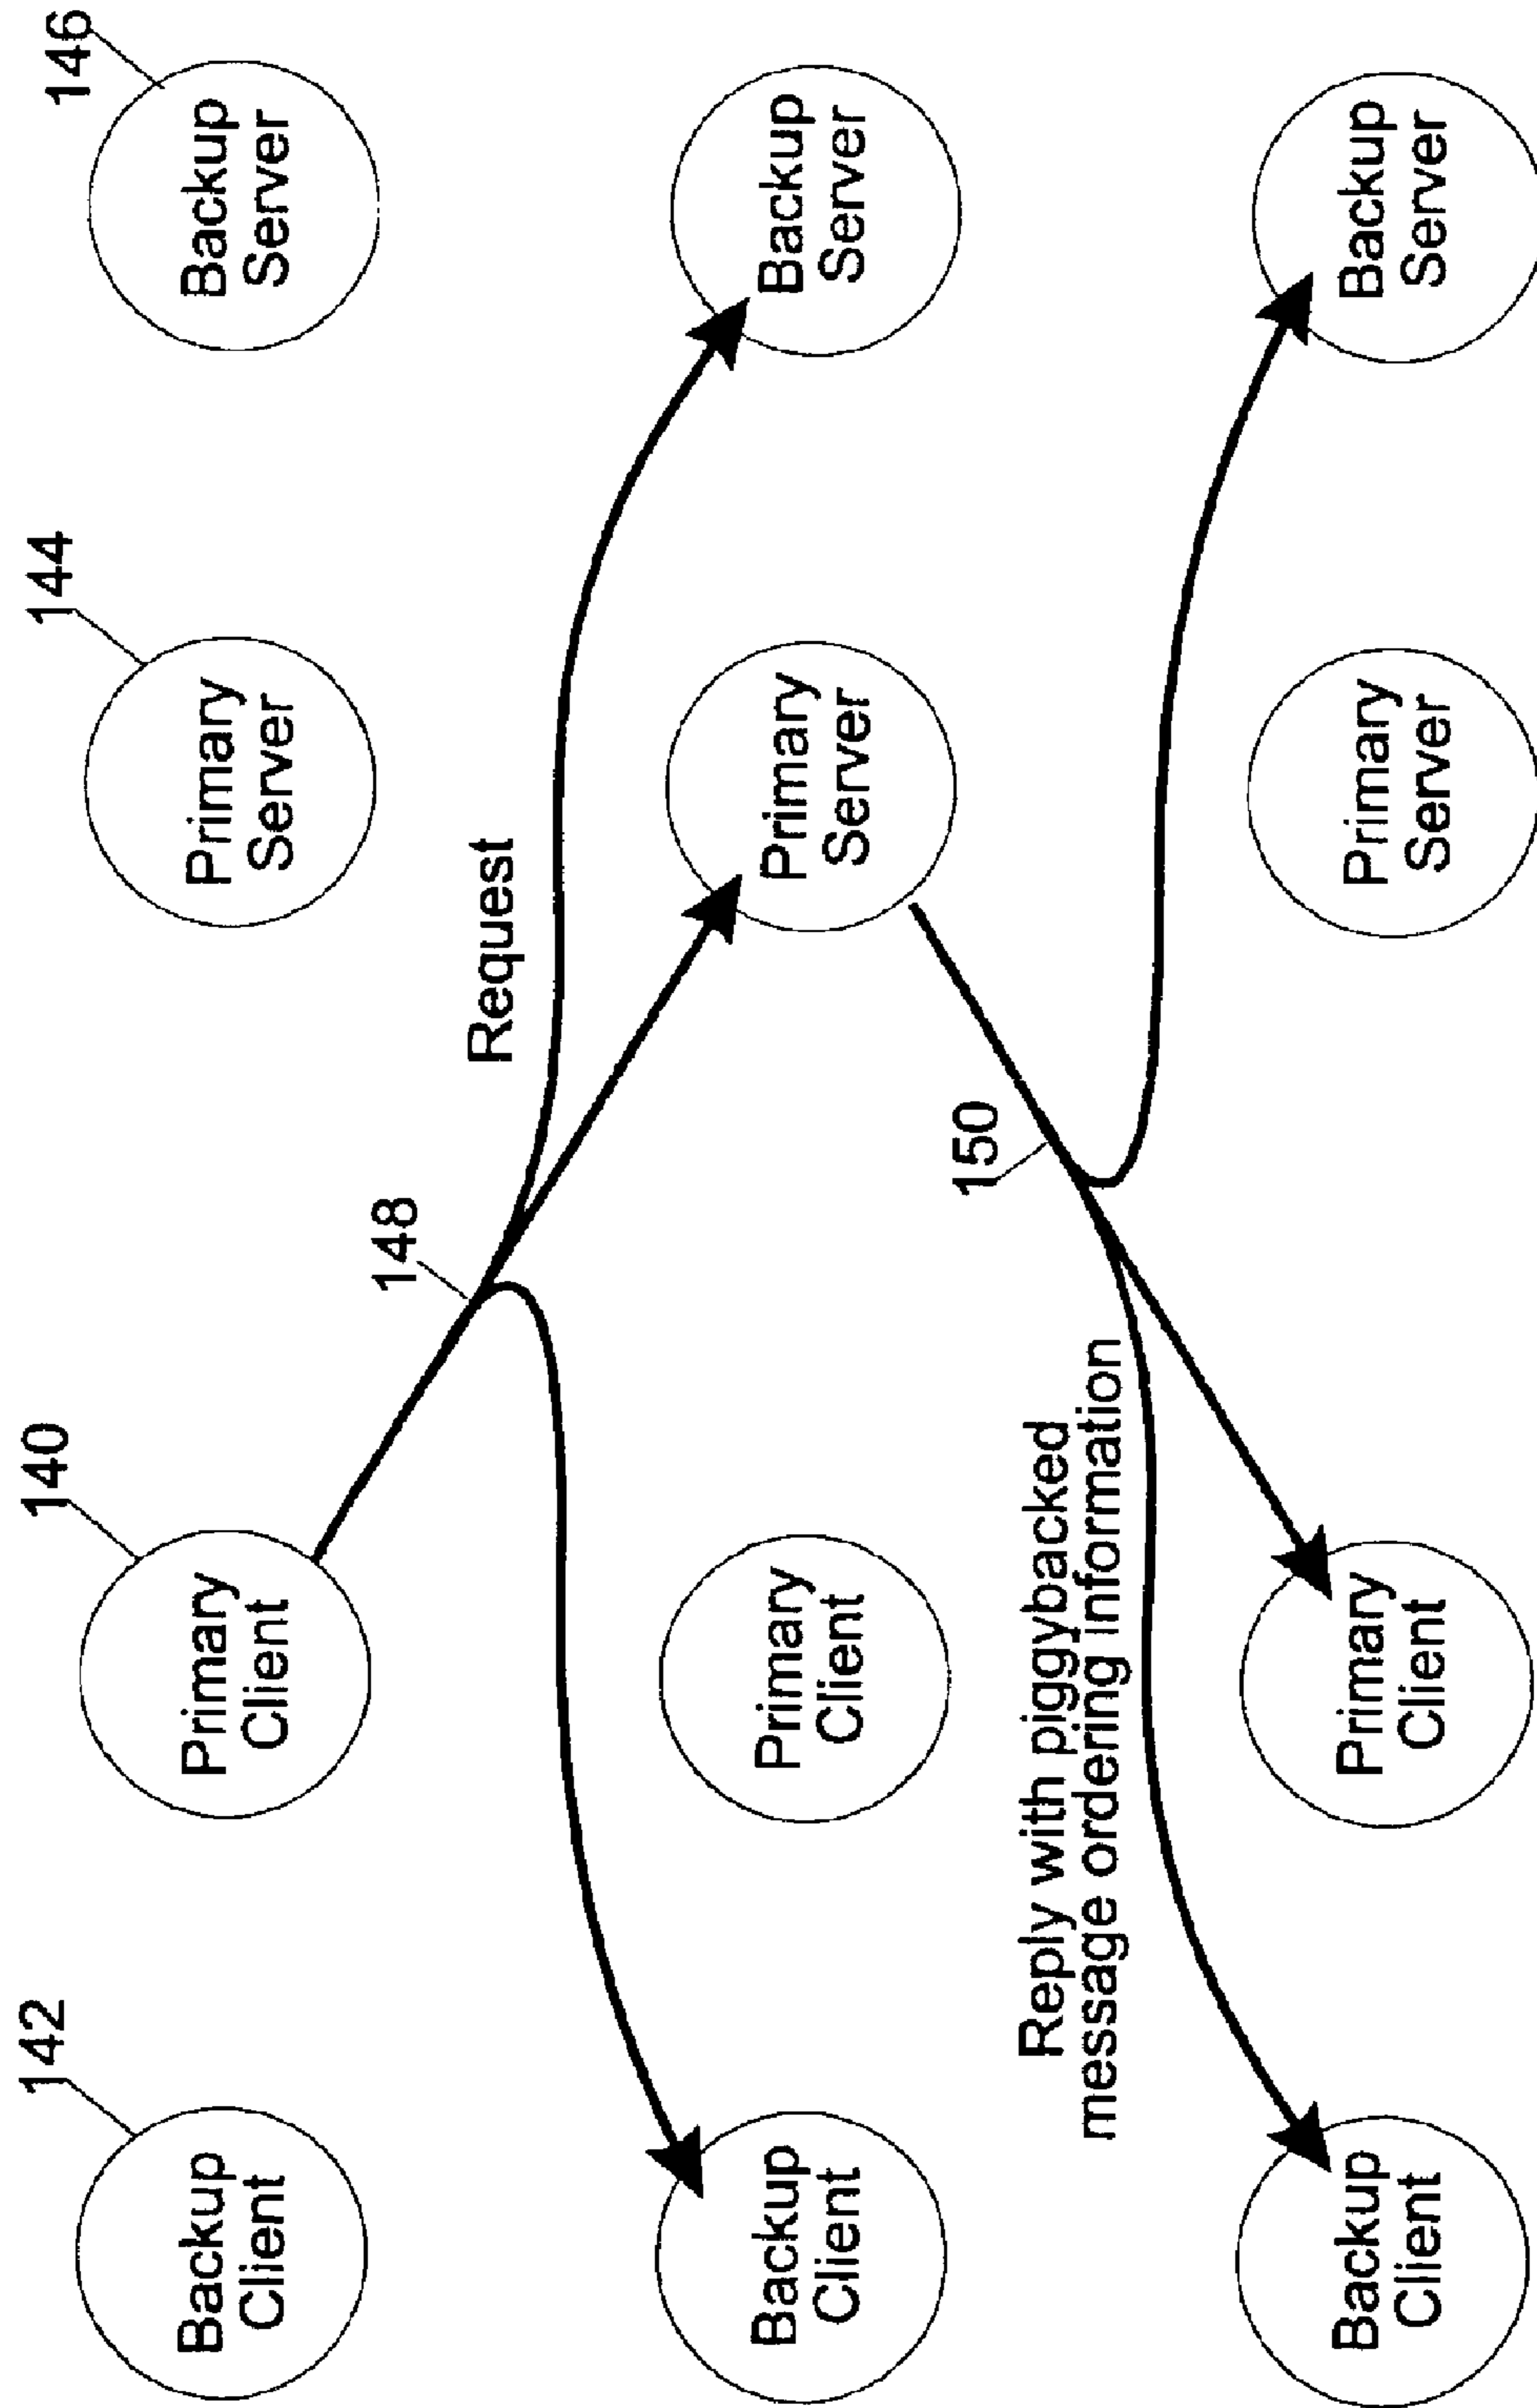 142
140
144
146
Backup
Client
Primary
Client
Primary
Server
Backup
Server
148
Request
Backup
Client
Primary
Client
Primary
Server
Backup
Server
150
Reply with piggybacked
message ordering information
Backup
Client
Primary
Client
Primary
Server
Backup
Server